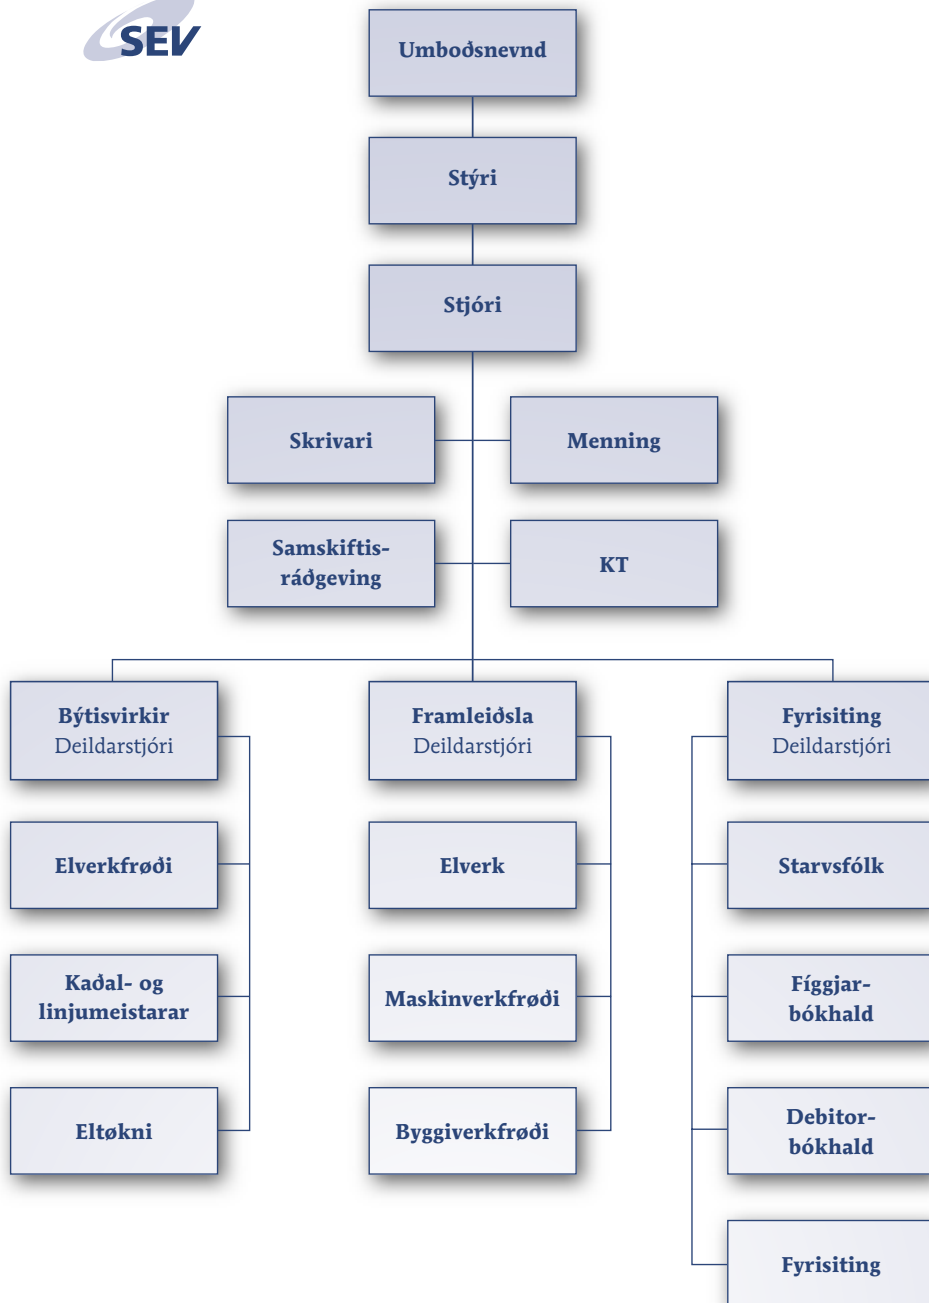 SEV
Umboðsnevnd
Stýri
Stjóri
Skrivari
Menning
Samskiftis-
ráðgeving
KT
Býtisvirkir
Deildarstjóri
Framleiðsla
Deildarstjóri
Fyrisiting
Deildarstjóri
Elverkfrøði
Elverk
Starvsfólk
Kaðal- og
linjumeistarar
Maskinverkfrøði
Fíggjar-
bókhald
Eltøkni
Byggiverkfrøði
Debitor-
bókhald
Fyrisiting